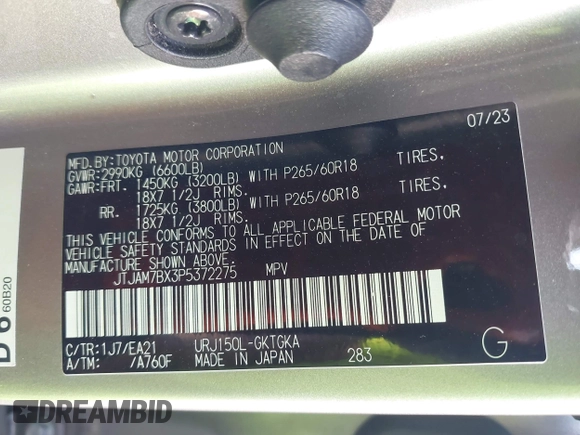 07/23
MFD.BY:TOYOTA MOTOR CORPORATION
GVWR:2990KG (6600LB)
GAWR:FRT. 1450KG (3200LB) WITH P265/60R18 TIRES,
18X7 1/2J RIMS.
RR. 1725KG (3800LB) WITH P265/60R18 TIRES,
18X7 1/2J RIMS.
THIS VEHICLE CONFORMS TO ALL APPLICABLE FEDERAL MOTOR
VEHICLE SAFETY STANDARDS IN EFFECT ON THE DATE OF
MANUFACTURE SHOWN ABOVE.
JTJAM7BX3P5372275 MPV
C/TR:1J7/EA21 URJ150L-GKTGKA
A/TM: /A760F MADE IN JAPAN 283 G
D6
60B20
DREAMBID